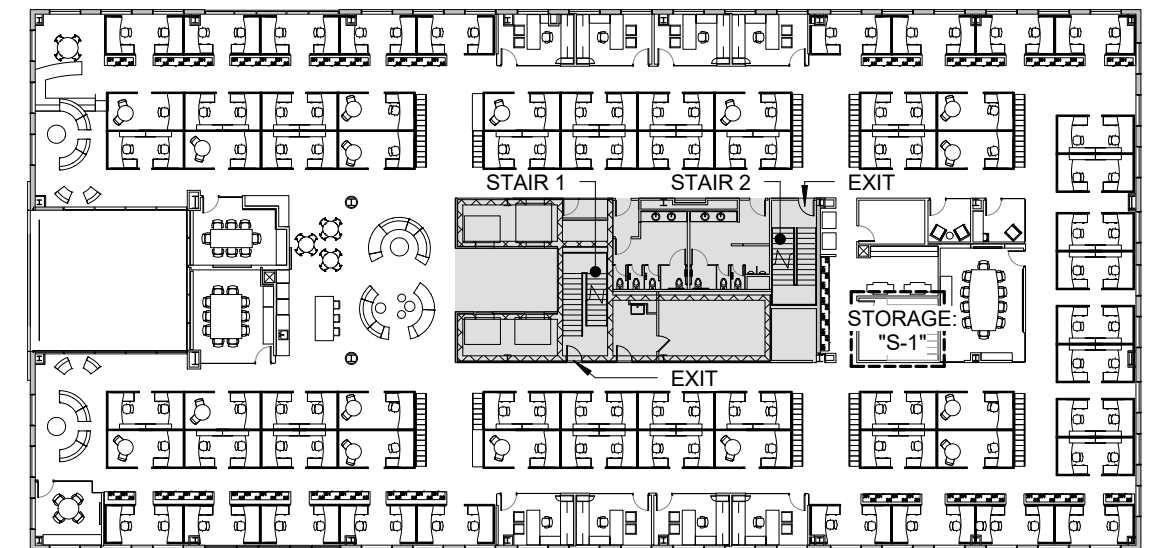 STAIR 1
STAIR 2
EXIT
STORAGE:
"S-1"
EXIT